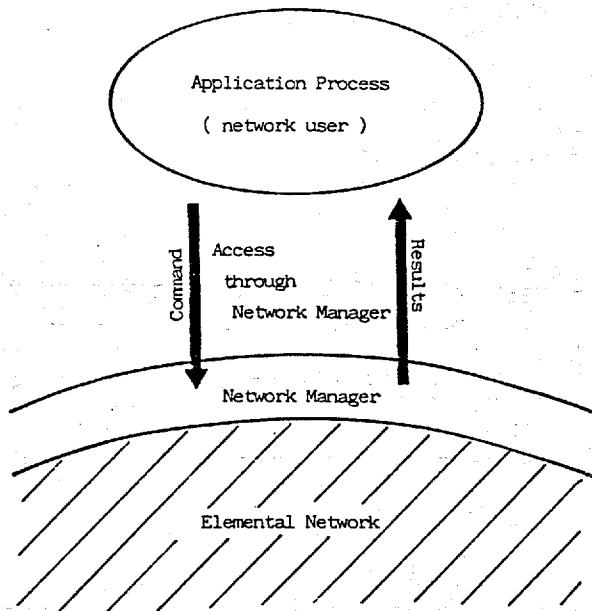 Application Process
( network user )
Command
Access
through
Network Manager
Results
Network Manager
Elemental Network